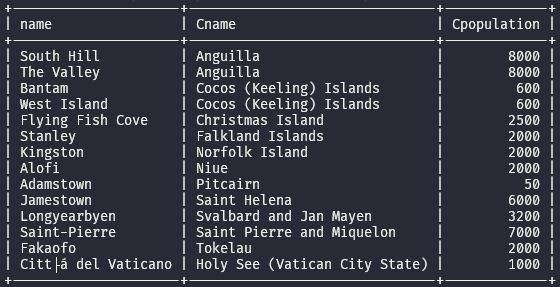 name | Cname | Cpopulation
South Hill | Anguilla | 8000
The Valley | Anguilla | 8000
Bantam | Cocos (Keeling) Islands | 600
West Island | Cocos (Keeling) Islands | 600
Flying Fish Cove | Christmas Island | 2500
Stanley | Falkland Islands | 2000
Kingston | Norfolk Island | 2000
Alofi | Niue | 2000
Adamstown | Pitcairn | 50
Jamestown | Saint Helena | 6000
Longyearbyen | Svalbard and Jan Mayen | 3200
Saint-Pierre | Saint Pierre and Miquelon | 7000
Fakaofo | Tokelau | 2000
Citt├á del Vaticano | Holy See (Vatican City State) | 1000